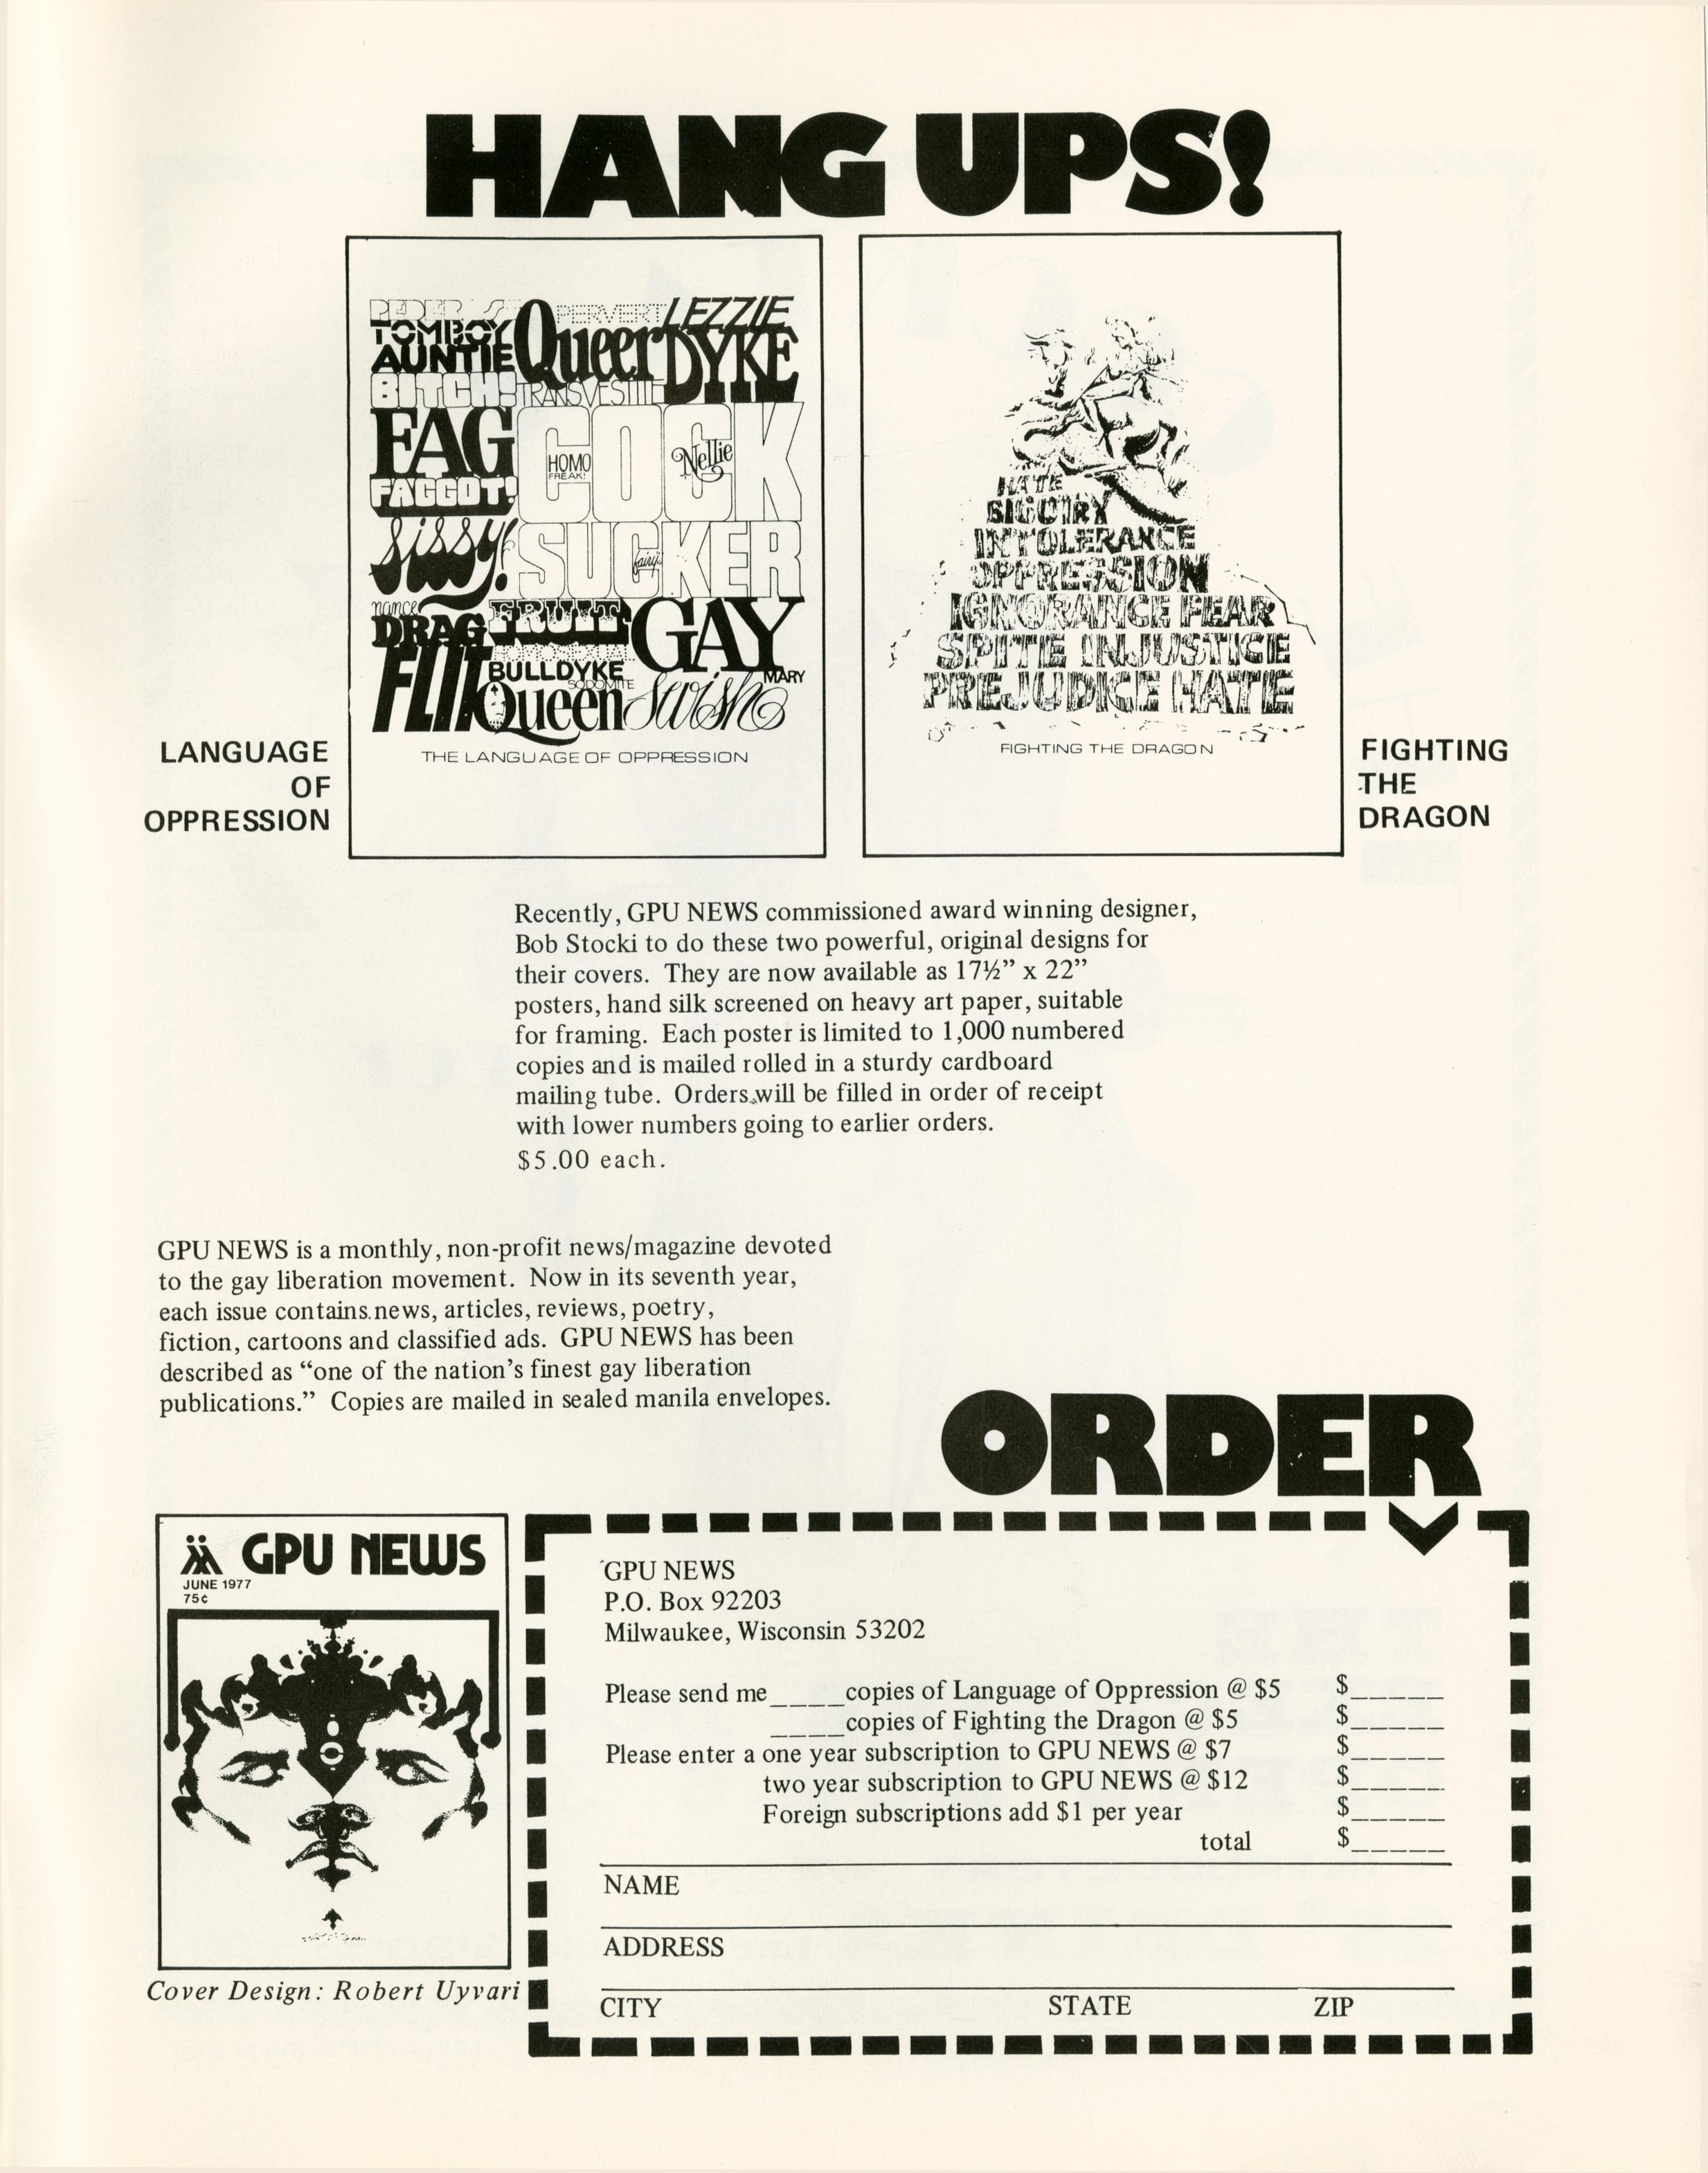 HANG UPS!
PEDERAST
PERVERT
LEZZIE
TOMBOY
Queer
DYKE
AUNTIE
BITCH!
TRANSVESTITE
FAG
COCK
HOMO
FREAK!
Nellie
FAGGOT!
sissy!
SUCKER
fairy
nance
FRUIT
GAY
DRAG
FLIT
BULLDYKE
SODOMITE
MARY
Queen
swish
THE LANGUAGE OF OPPRESSION
LANGUAGE
OF
OPPRESSION
HATE
BIGOTRY
INTOLERANCE
OPPRESSION
IGNORANCE FEAR
SPITE INJUSTICE
PREJUDICE HATE
FIGHTING THE DRAGON
FIGHTING
THE
DRAGON
Recently, GPU NEWS commissioned award winning designer,
Bob Stocki to do these two powerful, original designs for
their covers. They are now available as 17½” x 22”
posters, hand silk screened on heavy art paper, suitable
for framing. Each poster is limited to 1,000 numbered
copies and is mailed rolled in a sturdy cardboard
mailing tube. Orders will be filled in order of receipt
with lower numbers going to earlier orders.
$5.00 each.
GPU NEWS is a monthly, non-profit news/magazine devoted
to the gay liberation movement. Now in its seventh year,
each issue contains news, articles, reviews, poetry,
fiction, cartoons and classified ads. GPU NEWS has been
described as “one of the nation’s finest gay liberation
publications.” Copies are mailed in sealed manila envelopes.
ORDER
GPU NEWS
JUNE 1977
75¢
Cover Design: Robert Uyvari
GPU NEWS
P.O. Box 92203
Milwaukee, Wisconsin 53202
Please send me____copies of Language of Oppression @ $5 $_____
____copies of Fighting the Dragon @ $5 $_____
Please enter a one year subscription to GPU NEWS @ $7 $_____
two year subscription to GPU NEWS @ $12 $_____
Foreign subscriptions add $1 per year $_____
total $_____
NAME
ADDRESS
CITY STATE ZIP